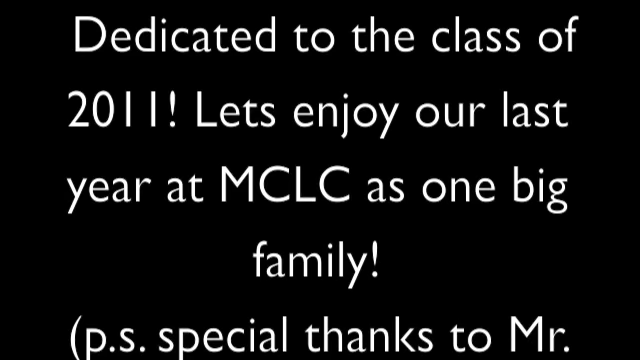 Dedicated to the class of
2011! Lets enjoy our last
year at MCLC as one big
family!
(p.s. special thanks to Mr.